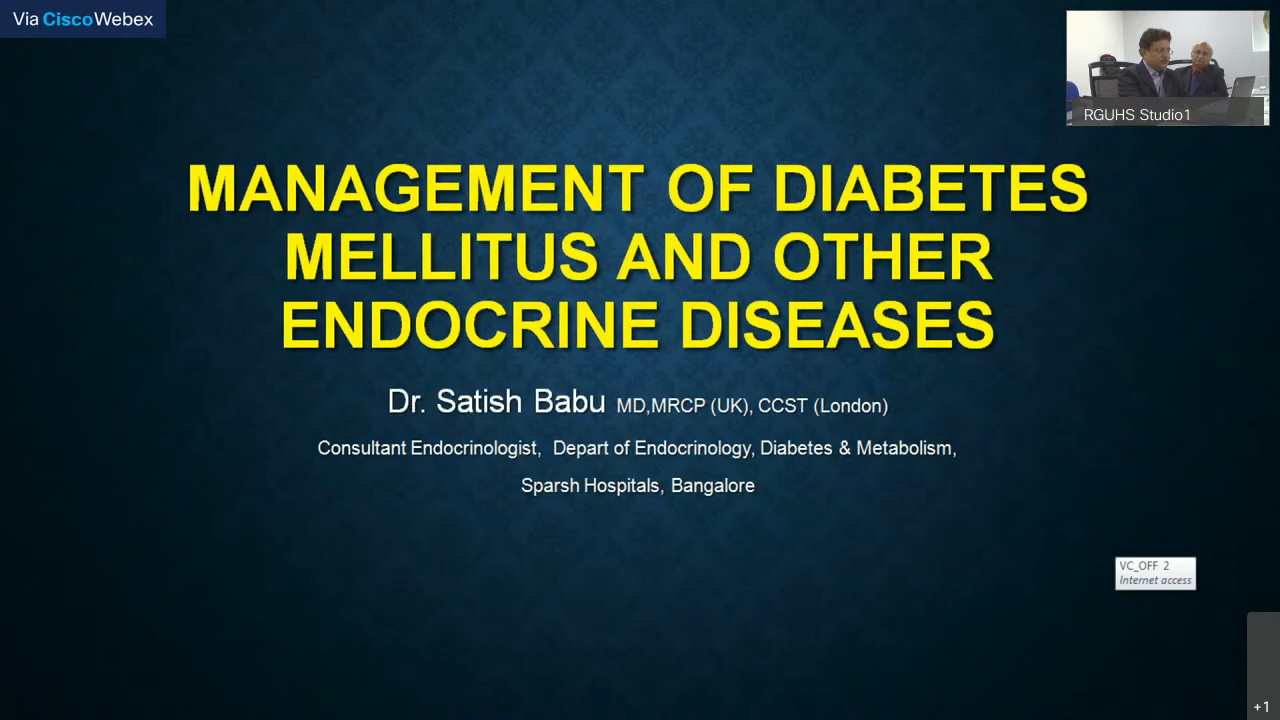 Via CiscoWebex
RGUHS Studio1
MANAGEMENT OF DIABETES
MELLITUS AND OTHER
ENDOCRINE DISEASES
Dr. Satish Babu MD,MRCP (UK), CCST (London)
Consultant Endocrinologist, Depart of Endocrinology, Diabetes & Metabolism,
Sparsh Hospitals, Bangalore
VC_OFF 2
Internet access
+1